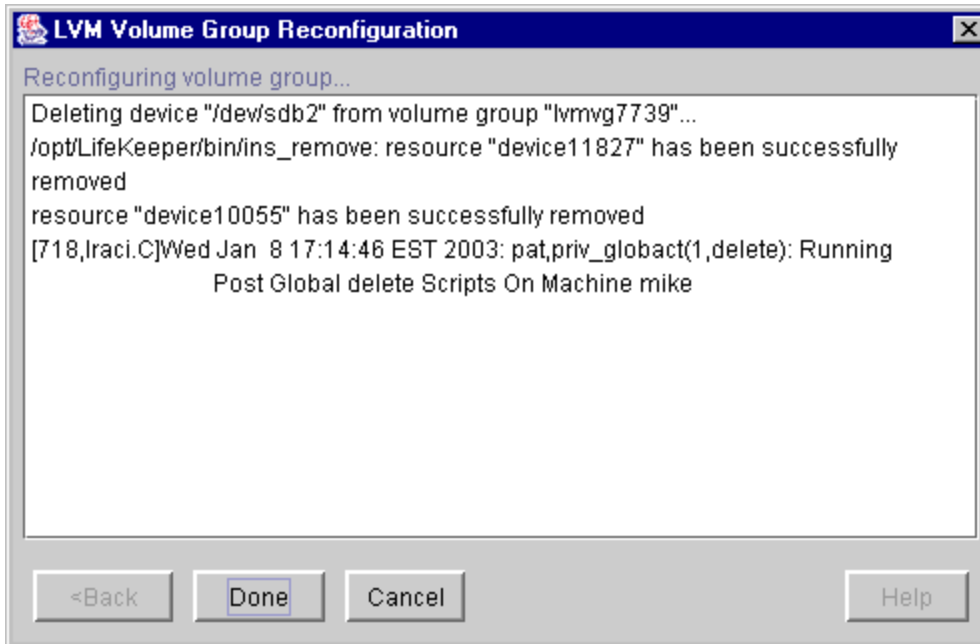 LVM Volume Group Reconfiguration
Reconfiguring volume group...
Deleting device "/dev/sdb2" from volume group "lvmvg7739"...
/opt/LifeKeeper/bin/ins_remove: resource "device11827" has been successfully
removed
resource "device10055" has been successfully removed
[718,lraci.C]Wed Jan  8 17:14:46 EST 2003: pat,priv_globact(1,delete): Running
Post Global delete Scripts On Machine mike
<Back Done Cancel Help